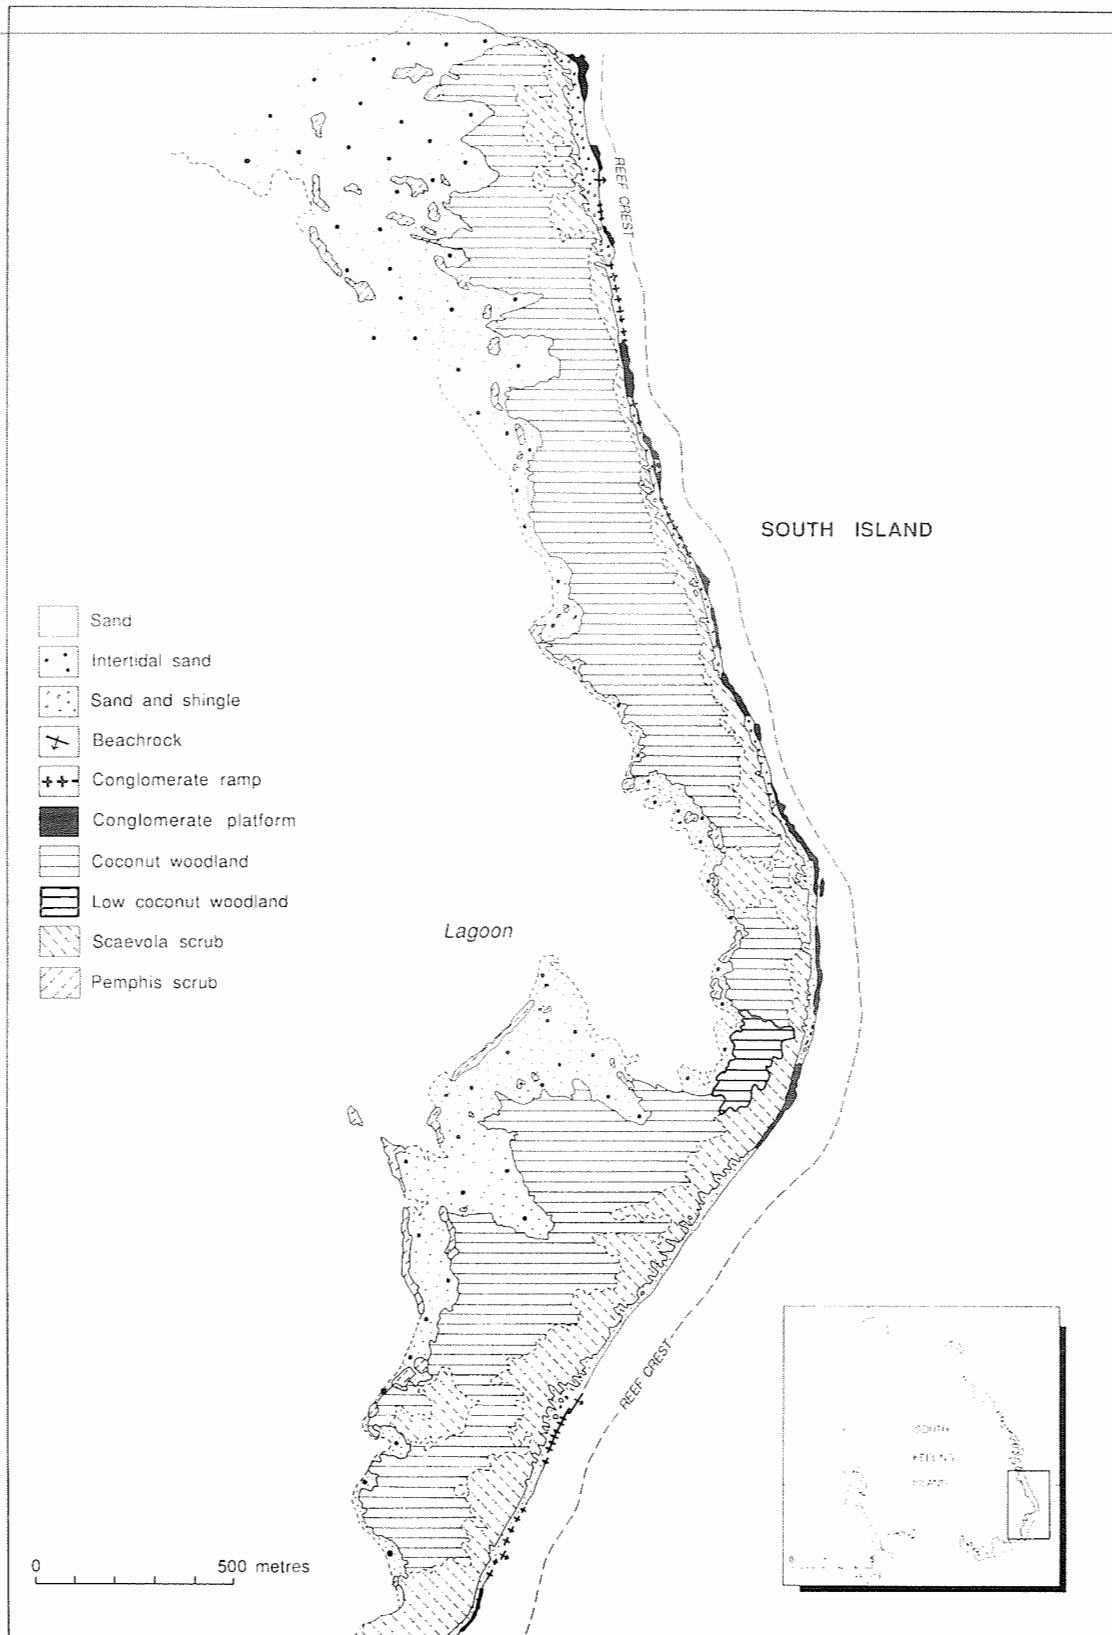 REEF CREST
SOUTH ISLAND
Sand
Intertidal sand
Sand and shingle
Beachrock
Conglomerate ramp
Conglomerate platform
Coconut woodland
Low coconut woodland
Scaevola scrub
Pemphis scrub
Lagoon
REEF CREST
SOUTH
KEELING
0 500 metres